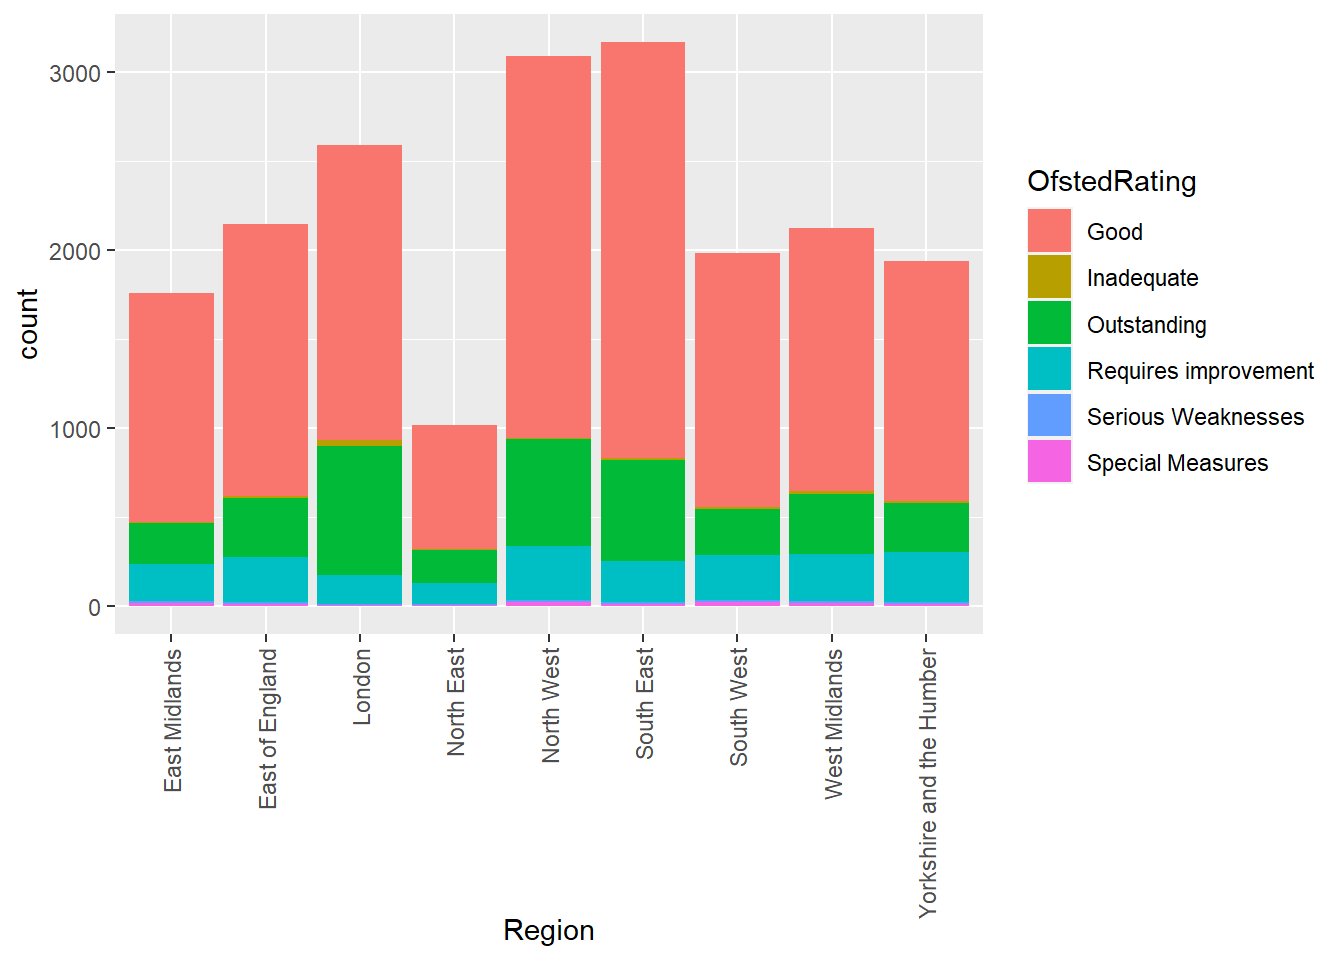 3000
2000
1000
0
count
East Midlands
East of England
London
North East
North West
South East
South West
West Midlands
Yorkshire and the Humber
Region
OfstedRating
Good
Inadequate
Outstanding
Requires improvement
Serious Weaknesses
Special Measures